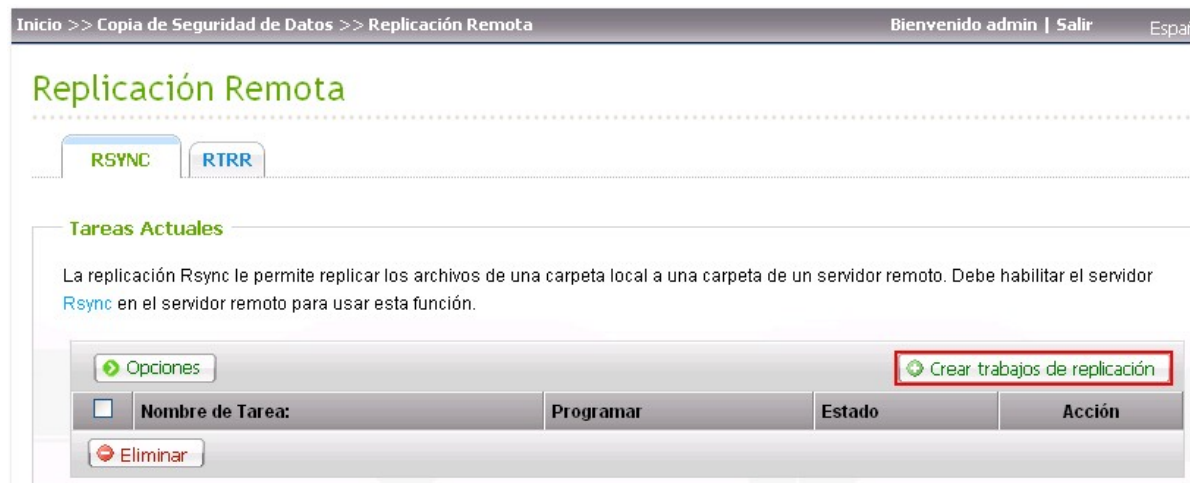 Inicio >> Copia de Seguridad de Datos >> Replicación Remota Bienvenido admin | Salir
Replicación Remota
RSYNC RTRR
Tareas Actuales
La replicación Rsync le permite replicar los archivos de una carpeta local a una carpeta de un servidor remoto. Debe habilitar el servidor
Rsync en el servidor remoto para usar esta función.
Opciones Crear trabajos de replicación
Nombre de Tarea: Programar Estado Acción
Eliminar